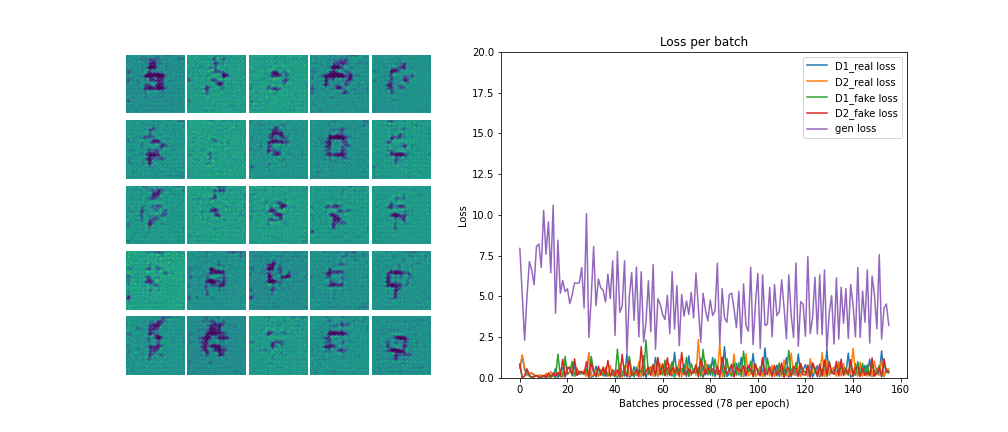 Loss per batch
20.0
17.5
15.0
12.5
10.0
7.5
5.0
2.5
0.0
Loss
D1_real loss
D2_real loss
D1_fake loss
D2_fake loss
gen loss
0 20 40 60 80 100 120 140 160
Batches processed (78 per epoch)